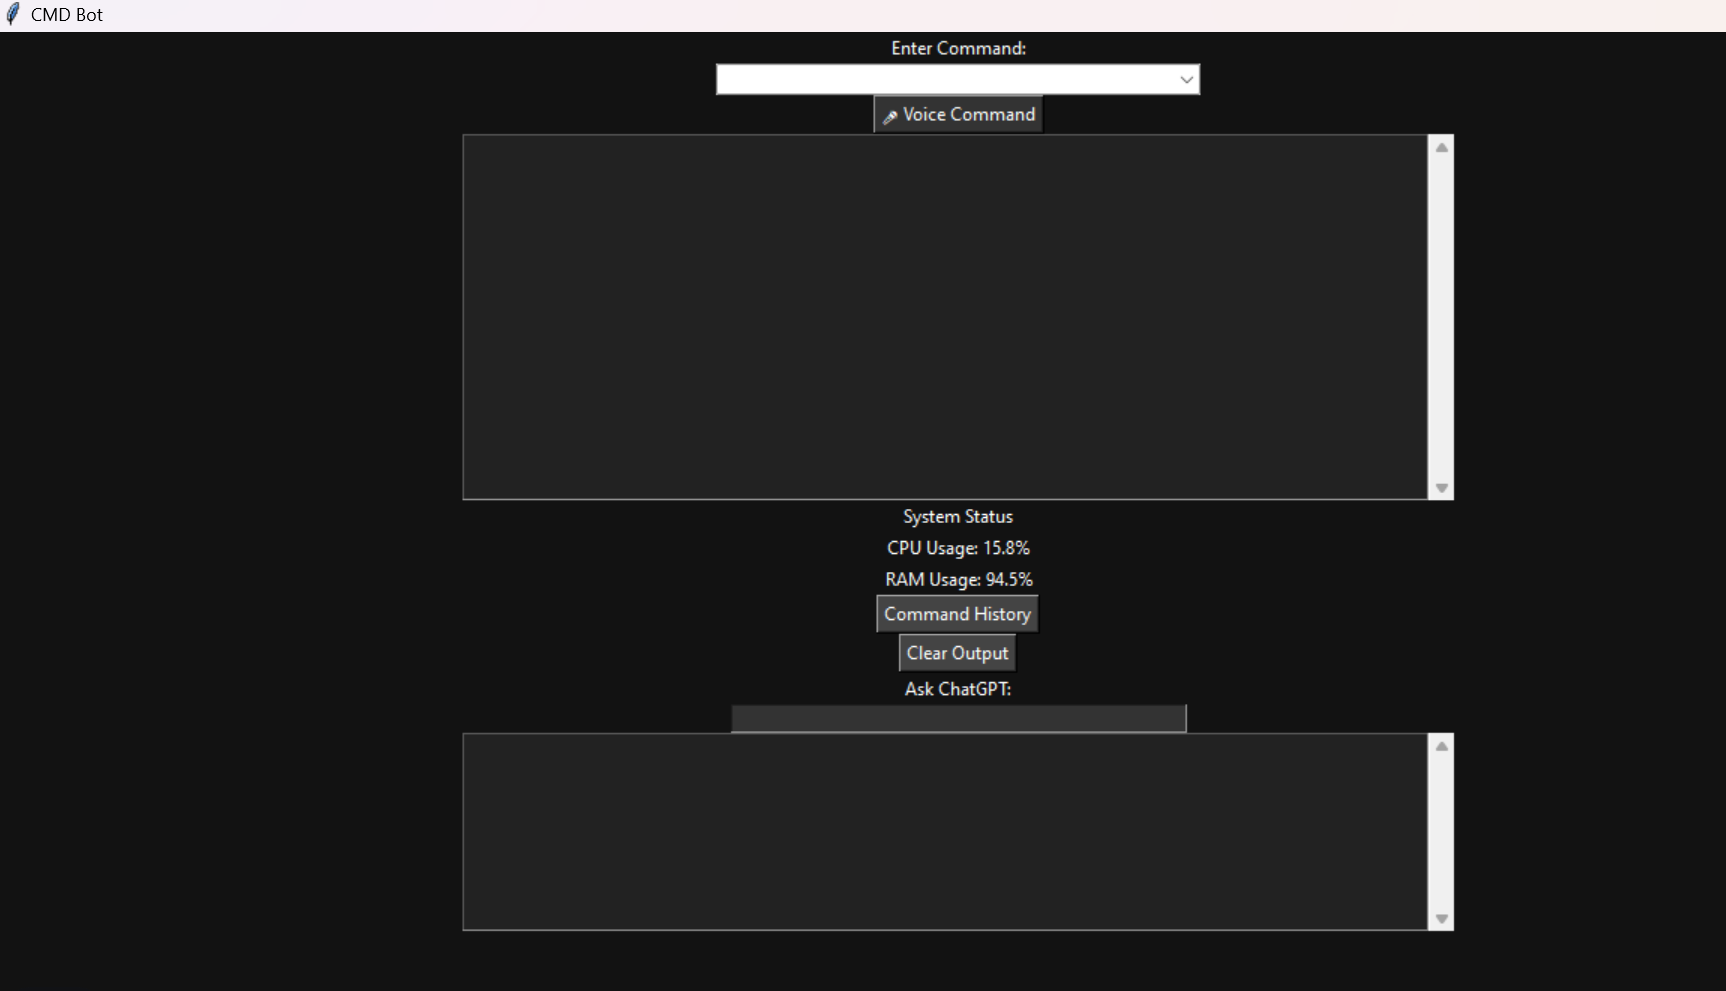 CMD Bot
Enter Command:
Voice Command
System Status
CPU Usage: 15.8%
RAM Usage: 94.5%
Command History
Clear Output
Ask ChatGPT: